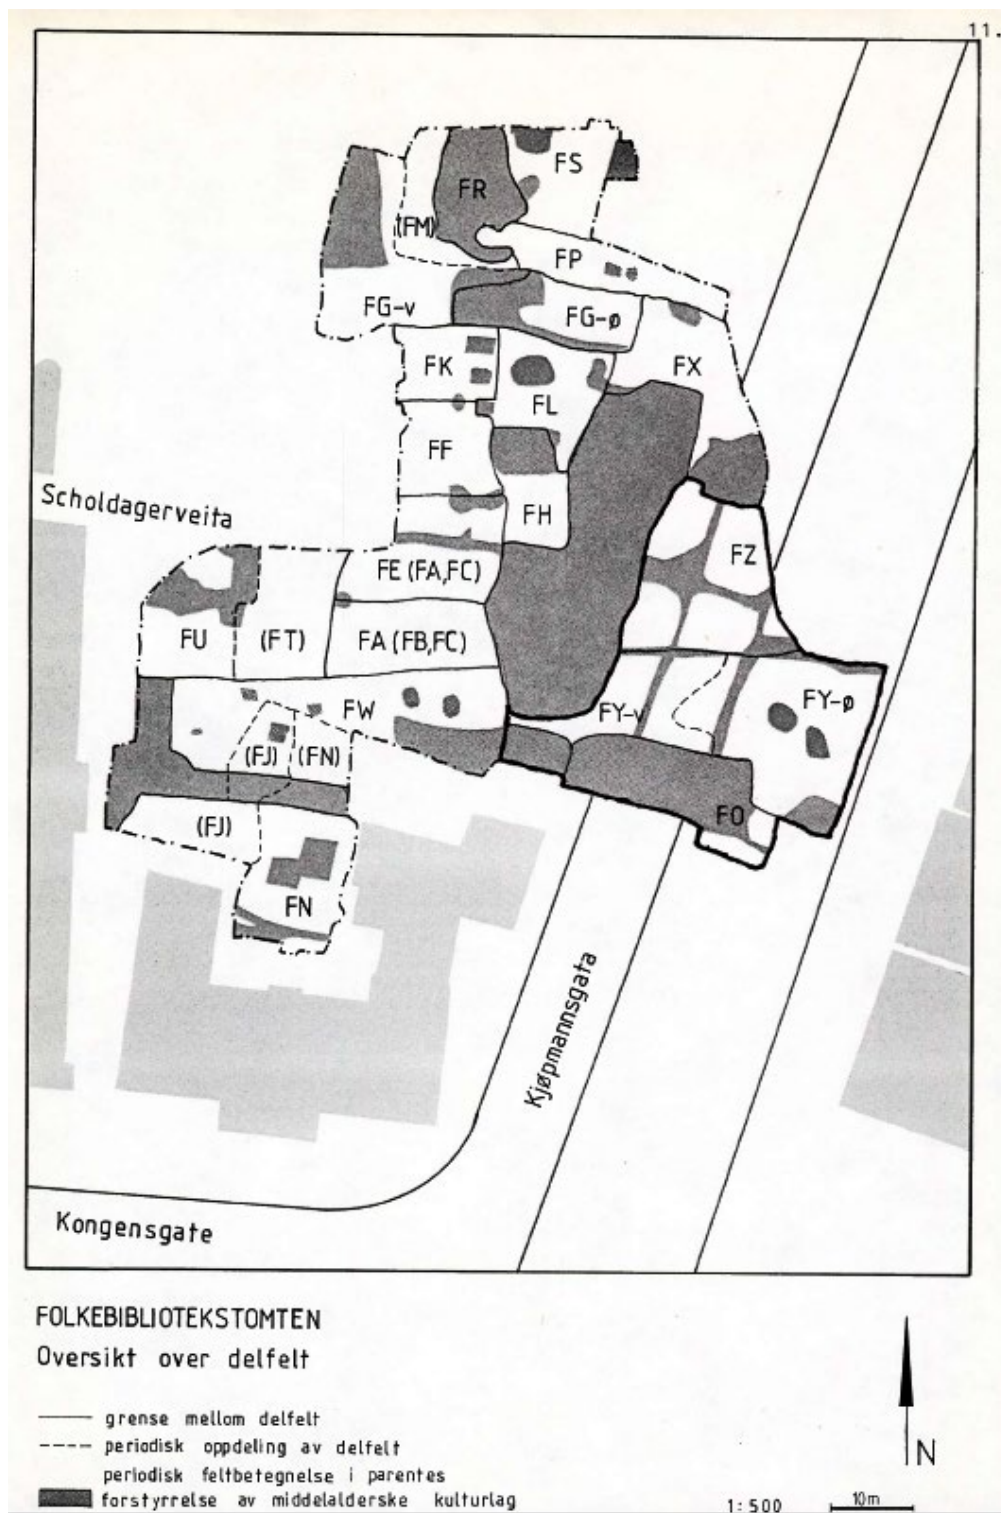 11.
FS
FR
(FM)
FP
FG-v
FG-ø
FK
FX
FL
FF
Scholdagerveita
FH
FZ
FE (FA,FC)
FU
(FT)
FA (FB,FC)
FW
FY-v
FY-ø
(FJ)
(FN)
(FJ)
FO
FN
Kjøpmannsgata
Kongensgate
FOLKEBIBLIOTEKSTOMTEN
Oversikt over delfelt
grense mellom delfelt
periodisk oppdeling av delfelt
periodisk feltbetegnelse i parentes
forstyrrelse av middelalderske kulturlag
N
1:500
10m